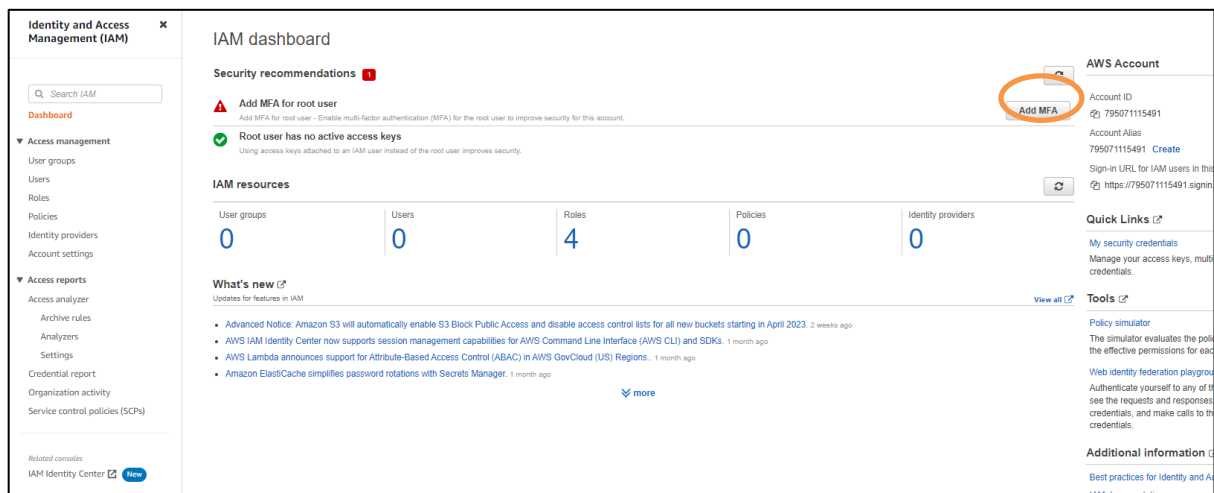 Identity and Access
Management (IAM)
Search IAM
Dashboard
Access management
User groups
Users
Roles
Policies
Identity providers
Account settings
Access reports
Access analyzer
Archive rules
Analyzers
Settings
Credential report
Organization activity
Service control policies (SCPs)
Related consoles
IAM Identity Center New
IAM dashboard
Security recommendations 1
Add MFA for root user
Add MFA for root user - Enable multi-factor authentication (MFA) for the root user to improve security for this account.
Add MFA
Root user has no active access keys
Using access keys attached to an IAM user instead of the root user improves security.
IAM resources
User groups Users Roles Policies Identity providers
0 0 4 0 0
What's new
Updates for features in IAM
View all
Advanced Notice: Amazon S3 will automatically enable S3 Block Public Access and disable access control lists for all new buckets starting in April 2023. 2 weeks ago
AWS IAM Identity Center now supports session management capabilities for AWS Command Line Interface (AWS CLI) and SDKs. 1 month ago
AWS Lambda announces support for Attribute-Based Access Control (ABAC) in AWS GovCloud (US) Regions.. 1 month ago
Amazon ElastiCache simplifies password rotations with Secrets Manager. 1 month ago
more
AWS Account
Account ID
795071115491
Account Alias
795071115491 Create
Sign-in URL for IAM users in this
https://795071115491.signin.
Quick Links
My security credentials
Manage your access keys, multi
credentials.
Tools
Policy simulator
The simulator evaluates the poli
the effective permissions for eac
Web identity federation playgrou
Authenticate yourself to any of th
see the requests and responses
credentials, and make calls to th
credentials.
Additional information
Best practices for Identity and Ac